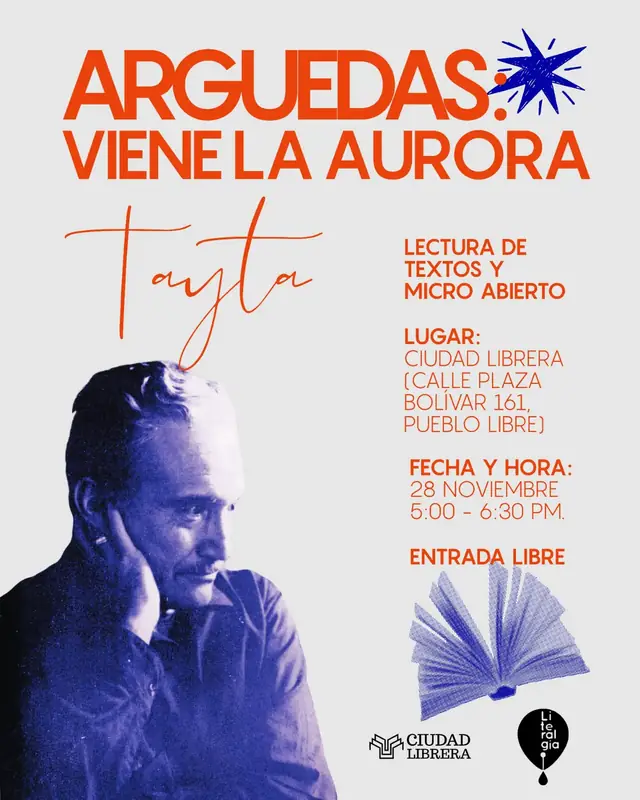 ARGUEDAS:
VIENE LA AURORA
Tayta
LECTURA DE
TEXTOS Y
MICRO ABIERTO
LUGAR:
CIUDAD LIBRERA
(CALLE PLAZA
BOLÍVAR 161,
PUEBLO LIBRE)
FECHA Y HORA:
28 NOVIEMBRE
5:00 - 6:30 PM.
ENTRADA LIBRE
CIUDAD
LIBRERA
Li
te
ral
gia